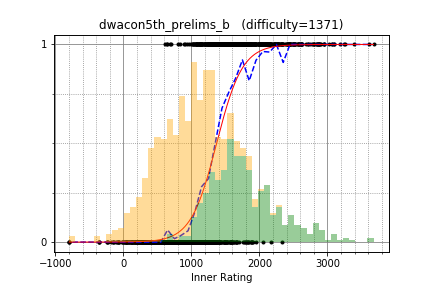 dwacon5th_prelims_b (difficulty=1371)
1
0
-1000 0 1000 2000 3000
Inner Rating